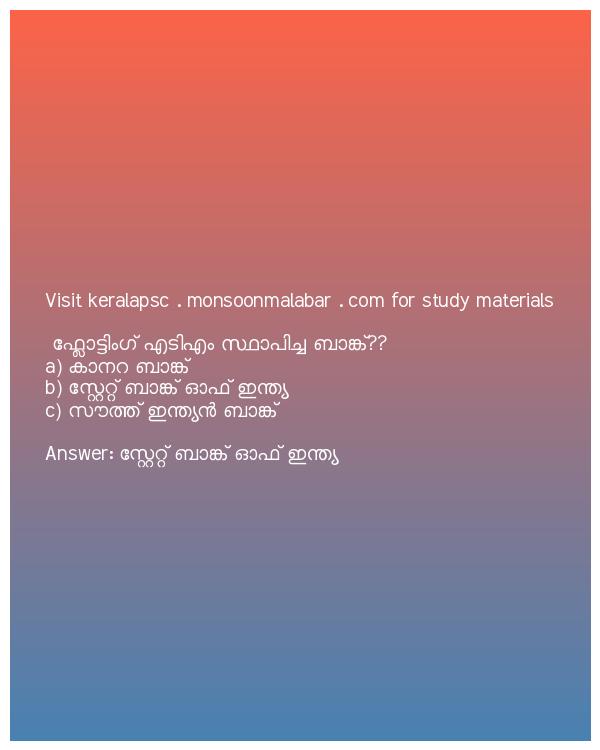 Visit keralapsc . monsoonmalabar . com for study materials
ഫ്ലോട്ടിംഗ് എടിഎം സ്ഥാപിച്ച ബാങ്ക്??
a) കാനറ ബാങ്ക്
b) സ്റ്റേറ്റ് ബാങ്ക് ഓഫ് ഇന്ത്യ
c) സൗത്ത് ഇന്ത്യൻ ബാങ്ക്
Answer: സ്റ്റേറ്റ് ബാങ്ക് ഓഫ് ഇന്ത്യ